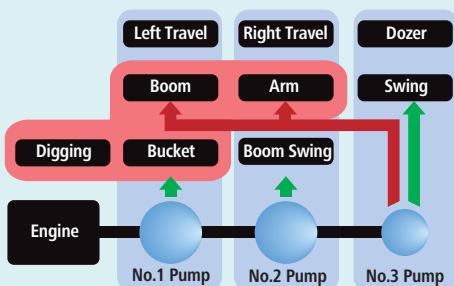 Left Travel Right Travel Dozer
Boom Arm Swing
Digging Bucket Boom Swing
Engine
No.1 Pump No.2 Pump No.3 Pump